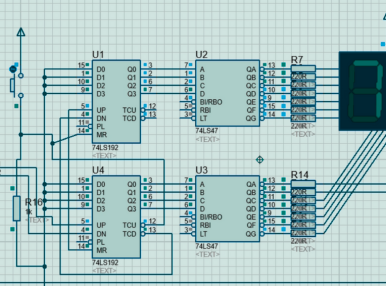 U1
15 D0 Q0 3
1 D1 Q1 2
10 D2 Q2 6
9 D3 Q3 7
5 UP TCU 12
4 DN TCD 13
11 PL
14 MR
74LS192
<TEXT>
U2
7 A QA 13
1 B QB 12
2 C QC 11
6 D QD 10
4 BI/RBO QE 9
5 RBI QF 15
3 LT QG 14
74LS47
<TEXT>
R7
220R
U4
15 D0 Q0 3
1 D1 Q1 2
10 D2 Q2 6
9 D3 Q3 7
5 UP TCU 12
4 DN TCD 13
11 PL
14 MR
74LS192
<TEXT>
U3
7 A QA 13
1 B QB 12
2 C QC 11
6 D QD 10
4 BI/RBO QE 9
5 RBI QF 15
3 LT QG 14
74LS47
<TEXT>
R14
220R
<TEXT>
R16
<TEXT>